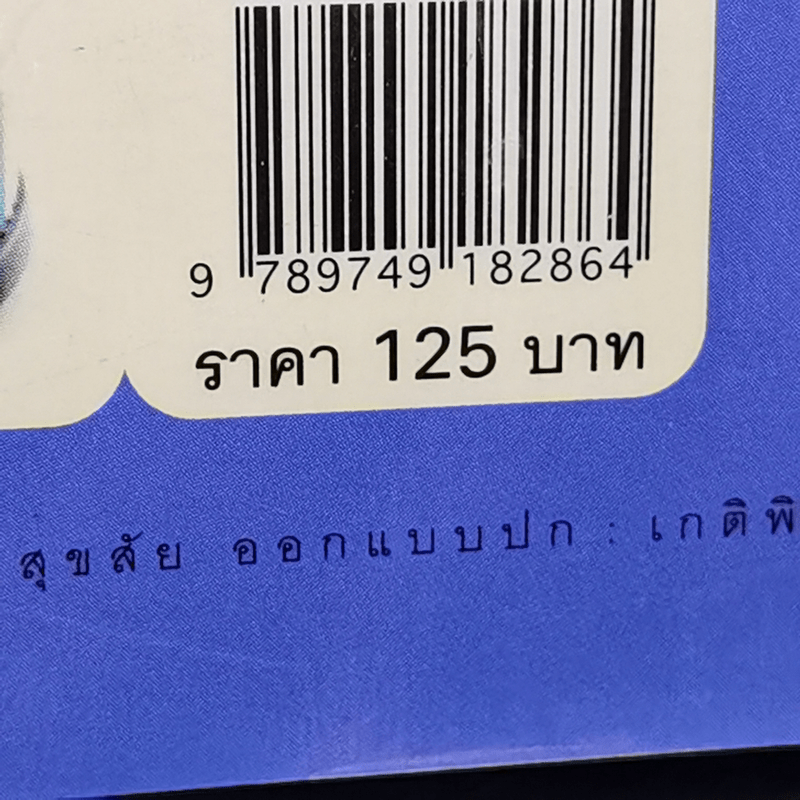 9 789749 182864
ราคา 125 บาท
สุขสัย ออกแบบปก : เกติพิ